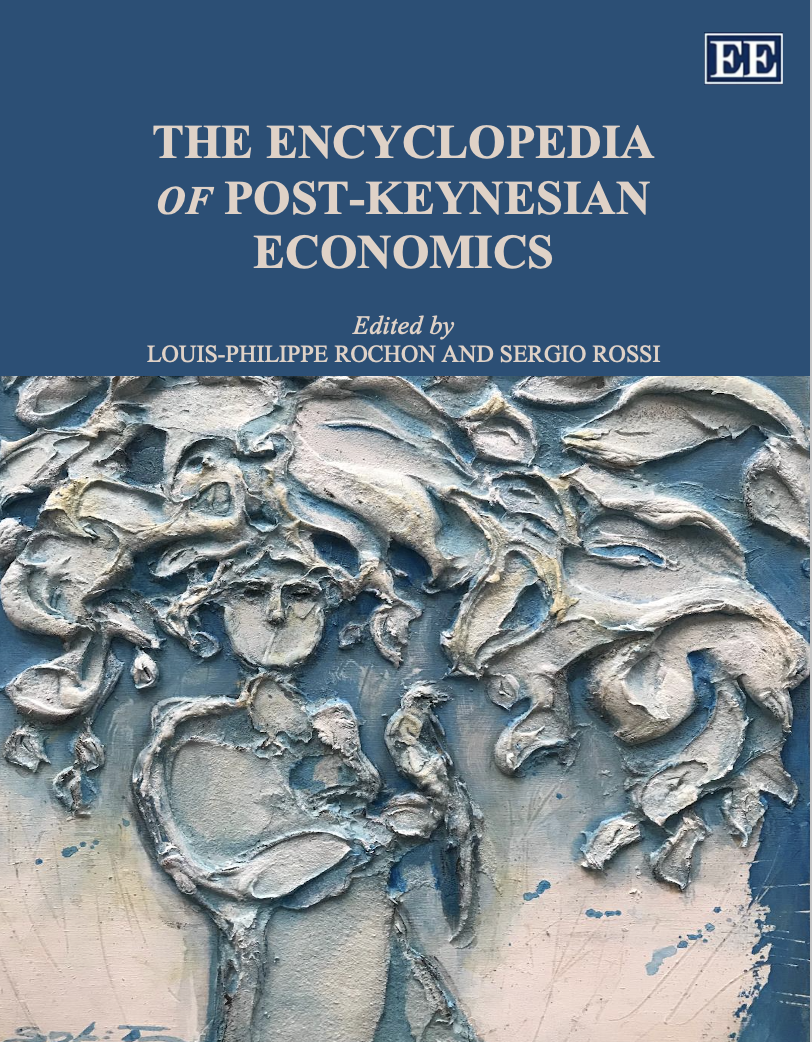 EE
THE ENCYCLOPEDIA
OF POST-KEYNESIAN
ECONOMICS
Edited by
LOUIS-PHILIPPE ROCHON AND SERGIO ROSSI